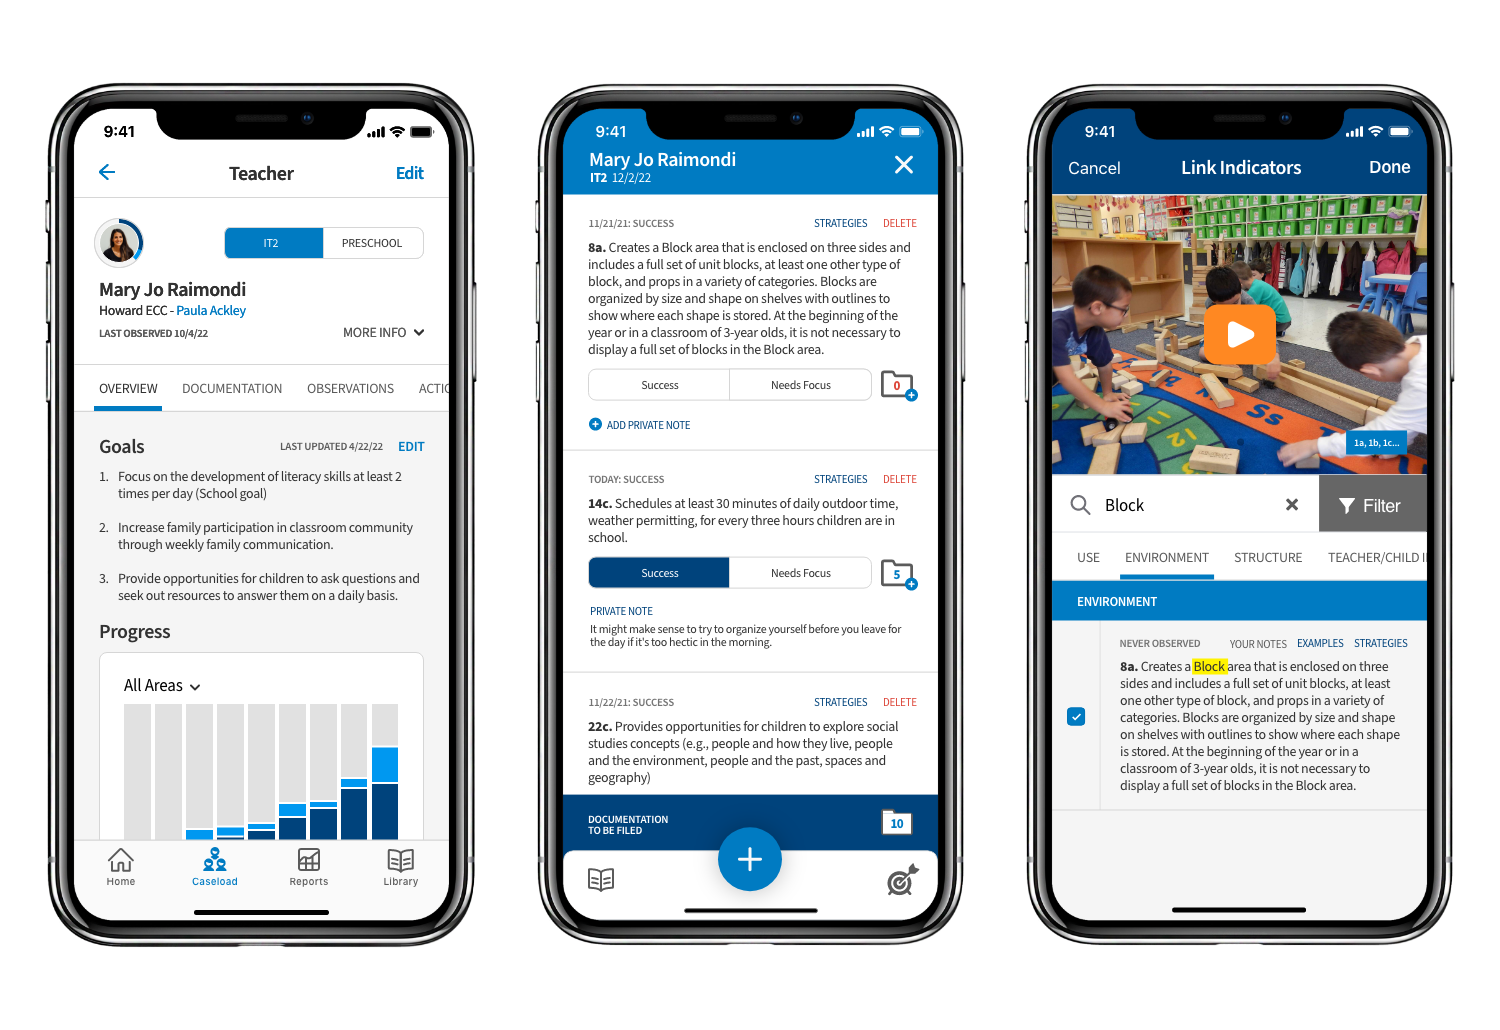 9:41
Teacher
Edit
IT2
PRESCHOOL
Mary Jo Raimondi
Howard ECC - Paula Ackley
LAST OBSERVED 10/4/22
MORE INFO
OVERVIEW
DOCUMENTATION
OBSERVATIONS
ACTIO
Goals
LAST UPDATED 4/22/22
EDIT
1. Focus on the development of literacy skills at least 2
times per day (School goal)
2. Increase family participation in classroom community
through weekly family communication.
3. Provide opportunities for children to ask questions and
seek out resources to answer them on a daily basis.
Progress
All Areas
Home
Caseload
Reports
Library
9:41
Mary Jo Raimondi
IT2 12/2/22
11/21/21: SUCCESS
STRATEGIES
DELETE
8a. Creates a Block area that is enclosed on three sides and
includes a full set of unit blocks, at least one other type of
block, and props in a variety of categories. Blocks are
organized by size and shape on shelves with outlines to
show where each shape is stored. At the beginning of the
year or in a classroom of 3-year olds, it is not necessary to
display a full set of blocks in the Block area.
Success
Needs Focus
0
ADD PRIVATE NOTE
TODAY: SUCCESS
STRATEGIES
DELETE
14c. Schedules at least 30 minutes of daily outdoor time,
weather permitting, for every three hours children are in
school.
Success
Needs Focus
5
PRIVATE NOTE
It might make sense to try to organize yourself before you leave for
the day if it's too hectic in the morning.
11/22/21: SUCCESS
STRATEGIES
DELETE
22c. Provides opportunities for children to explore social
studies concepts (e.g., people and how they live, people
and the environment, people and the past, spaces and
geography)
DOCUMENTATION
TO BE FILED
10
9:41
Cancel
Link Indicators
Done
Ss
1a, 1b, 1c...
Block
Filter
USE
ENVIRONMENT
STRUCTURE
TEACHER/CHILD I
ENVIRONMENT
NEVER OBSERVED
YOUR NOTES
EXAMPLES
STRATEGIES
8a. Creates a Block area that is enclosed on three
sides and includes a full set of unit blocks, at least
one other type of block, and props in a variety of
categories. Blocks are organized by size and shape
on shelves with outlines to show where each shape
is stored. At the beginning of the year or in a
classroom of 3-year olds, it is not necessary to
display a full set of blocks in the Block area.